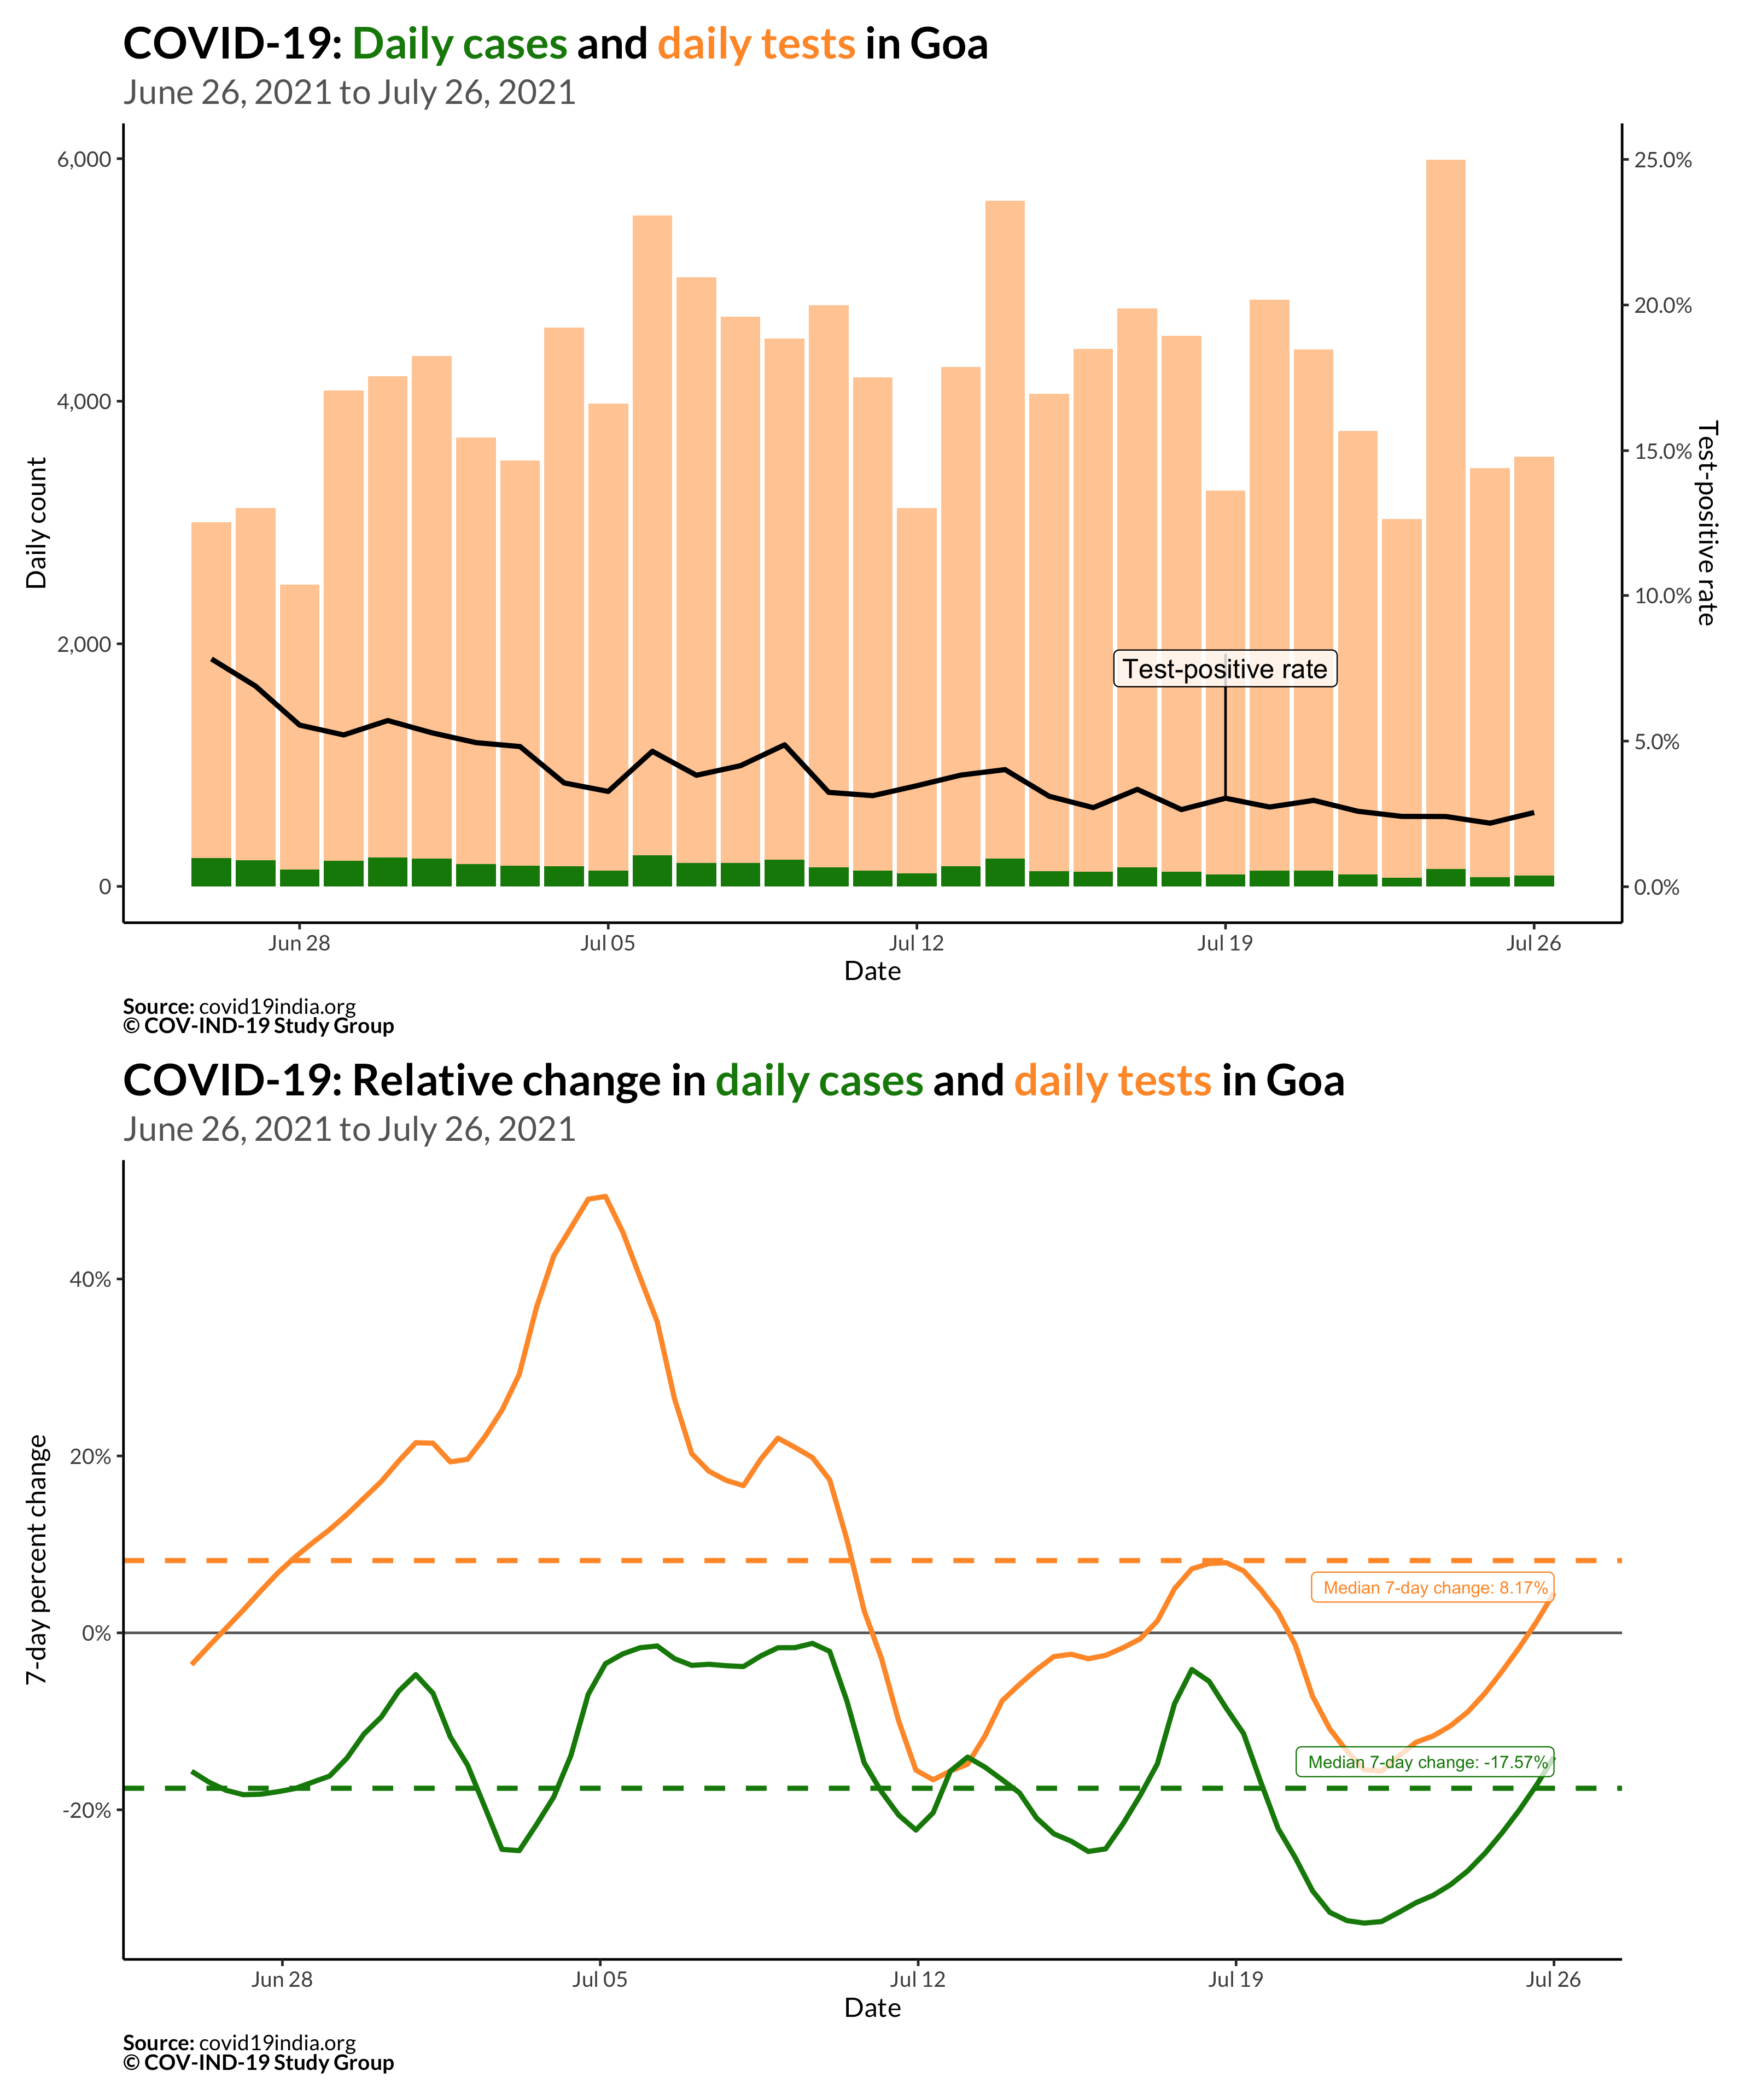 COVID-19: Daily cases and daily tests in Goa
June 26, 2021 to July 26, 2021
6,000
4,000
2,000
0
Daily count
25.0%
20.0%
15.0%
10.0%
5.0%
0.0%
Test-positive rate
Test-positive rate
Jun 28
Jul 05
Jul 12
Jul 19
Jul 26
Date
Source: covid19india.org
© COV-IND-19 Study Group
COVID-19: Relative change in daily cases and daily tests in Goa
June 26, 2021 to July 26, 2021
40%
20%
0%
-20%
7-day percent change
Median 7-day change: 8.17%
Median 7-day change: -17.57%
Jun 28
Jul 05
Jul 12
Jul 19
Jul 26
Date
Source: covid19india.org
© COV-IND-19 Study Group